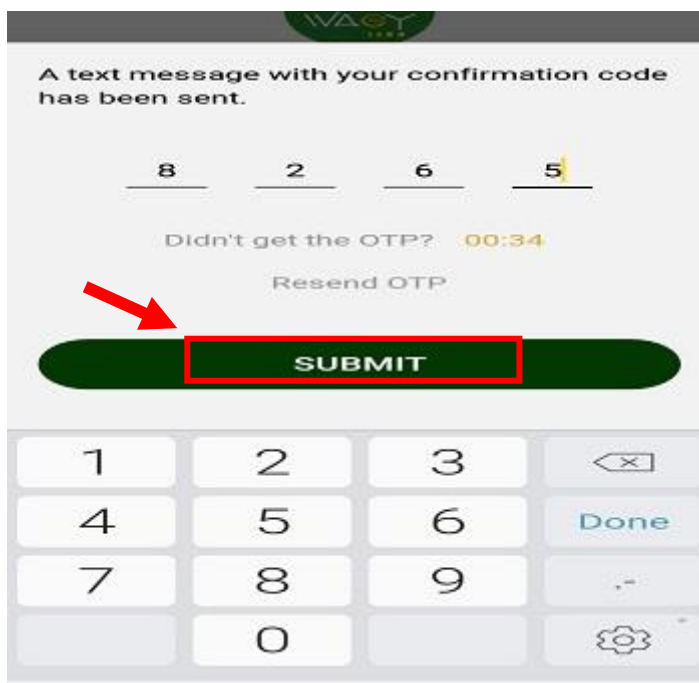 A text message with your confirmation code
has been sent.
8 2 6 5
Didn't get the OTP? 00:34
Resend OTP
SUBMIT
1 2 3
4 5 6 Done
7 8 9 .-
0